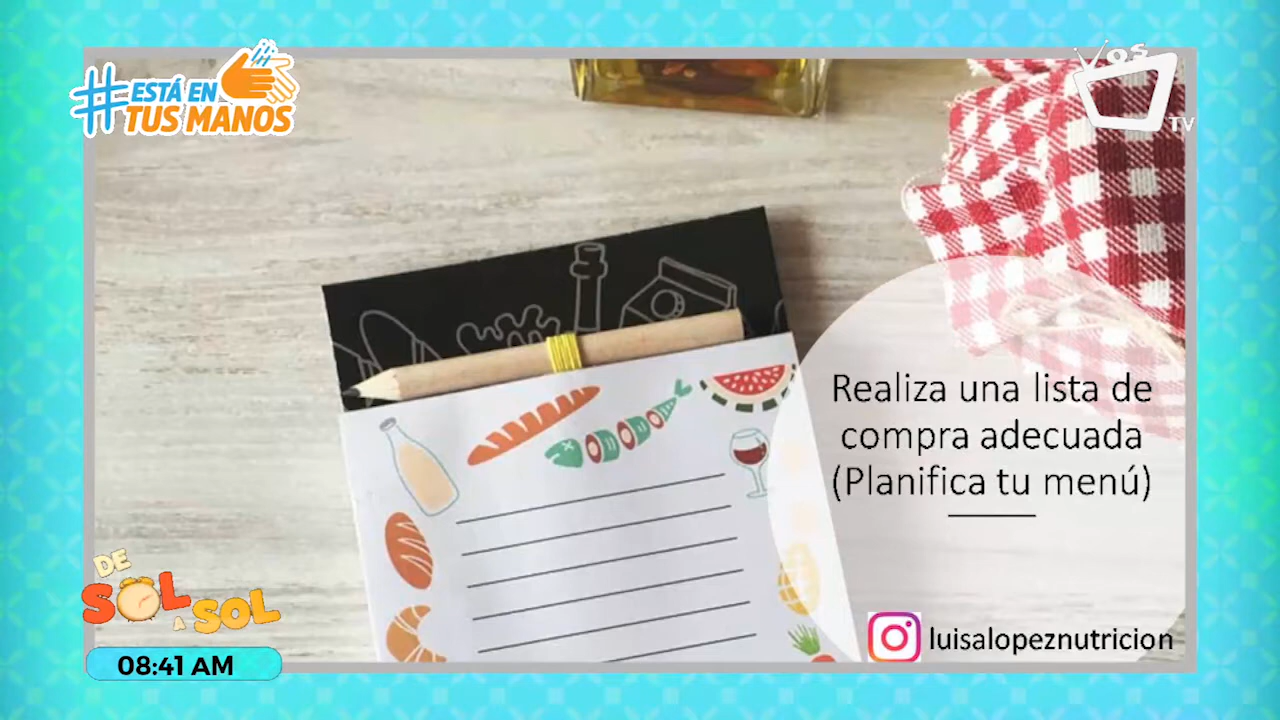 #ESTÁ EN
TUS MANOS
VOS
TV
Realiza una lista de
compra adecuada
(Planifica tu menú)
DE
SOL
A
SOL
08:41 AM
luisalopeznutricion